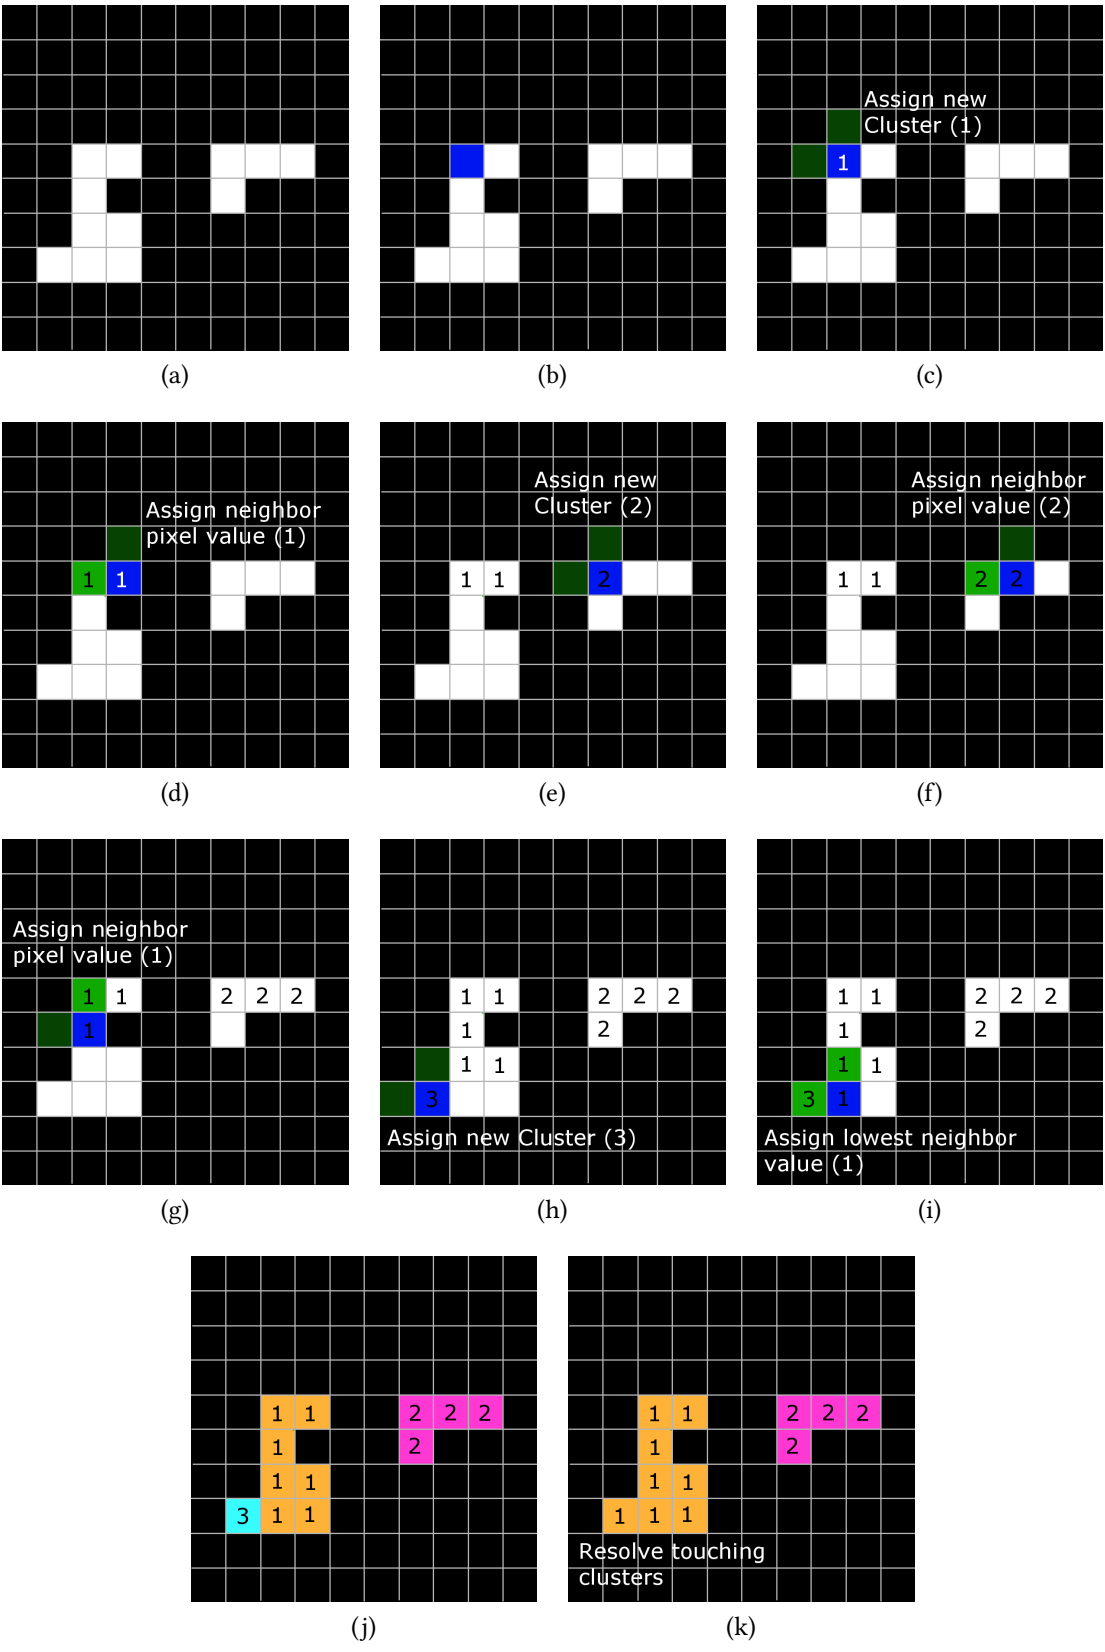 Assign new
Cluster (1)
1
(a)
(b)
(c)
Assign neighbor
pixel value (1)
1 1
Assign new
Cluster (2)
1 1 2
Assign neighbor
pixel value (2)
1 1 2 2
(d)
(e)
(f)
Assign neighbor
pixel value (1)
1 1 2 2 2
1
1 1 2 2 2
1 2
1 1
3
Assign new Cluster (3)
1 1 2 2 2
1 2
1 1
3 1
Assign lowest neighbor
value (1)
(g)
(h)
(i)
1 1 2 2 2
1 2
1 1
3 1 1
1 1 2 2 2
1 2
1 1
1 1 1
Resolve touching
clusters
(j)
(k)